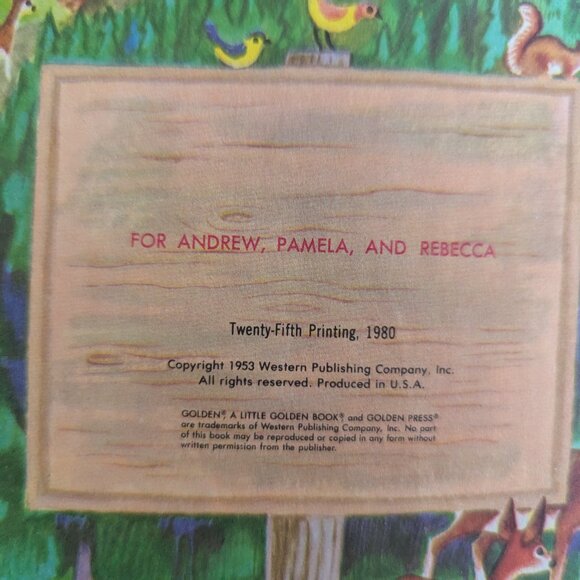 FOR ANDREW, PAMELA, AND REBECCA
Twenty-Fifth Printing, 1980
Copyright 1953 Western Publishing Company, Inc.
All rights reserved. Produced in U.S.A.
GOLDEN®, A LITTLE GOLDEN BOOK® and GOLDEN PRESS®
are trademarks of Western Publishing Company, Inc. No part
of this book may be reproduced or copied in any form without
written permission from the publisher.